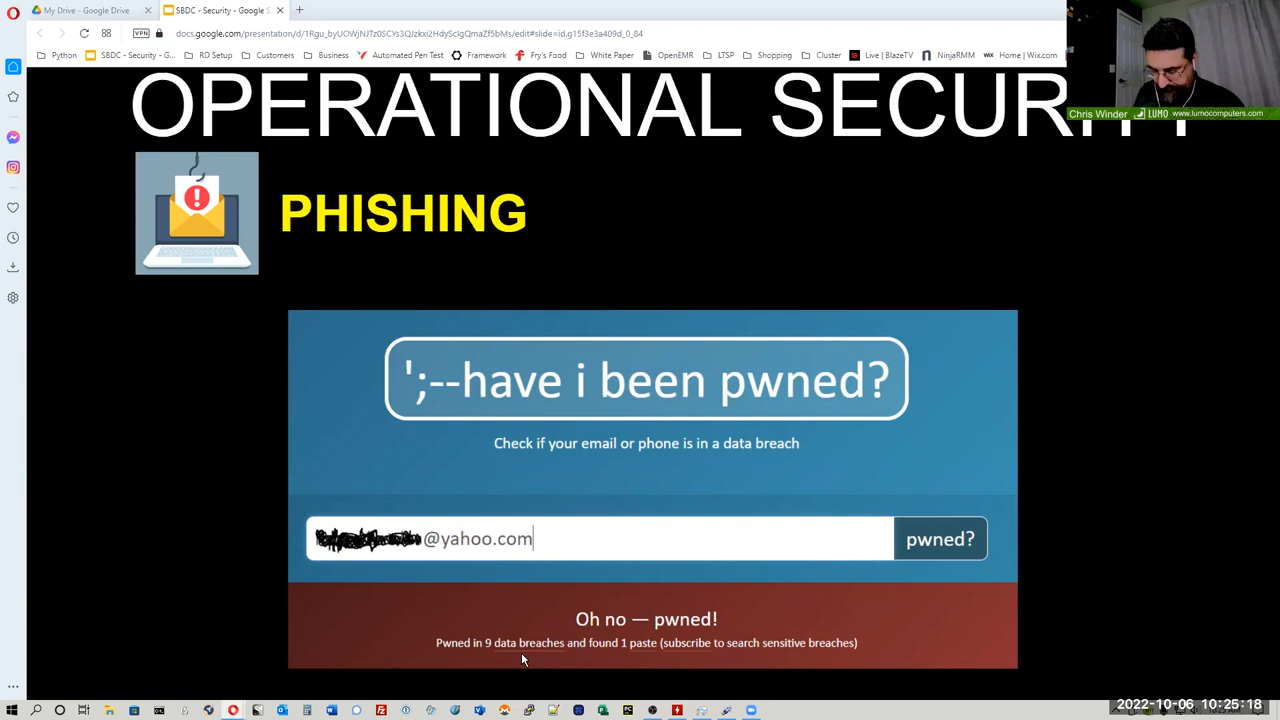 My Drive - Google Drive
SBDC - Security - Google S
VPN
docs.google.com/presentation/d/1Rgu_byUOWjNJTz0SCYs3QJzkxi2HdyScIgQmaZf5bMs/edit#slide=id.g15f3e3a409d_0_84
Python
SBDC - Security - G...
RD Setup
Customers
Business
Automated Pen Test
Framework
Fry's Food
White Paper
OpenEMR
LTSP
Shopping
Cluster
Live | BlazeTV
NinjaRMM
Home | Wix.com
Chris Winder LUMO www.lumocomputers.com
OPERATIONAL SECURITY
PHISHING
';--have i been pwned?
Check if your email or phone is in a data breach
@yahoo.com
pwned?
Oh no — pwned!
Pwned in 9 data breaches and found 1 paste (subscribe to search sensitive breaches)
2022-10-06 10:25:18